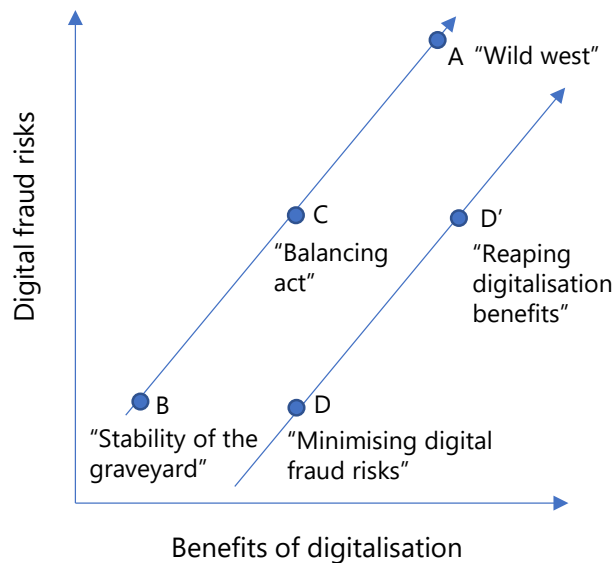 A “Wild west”
Digital fraud risks
C
“Balancing
act”
D’
“Reaping
digitalisation
benefits”
B
“Stability of the
graveyard”
D
“Minimising digital
fraud risks”
Benefits of digitalisation